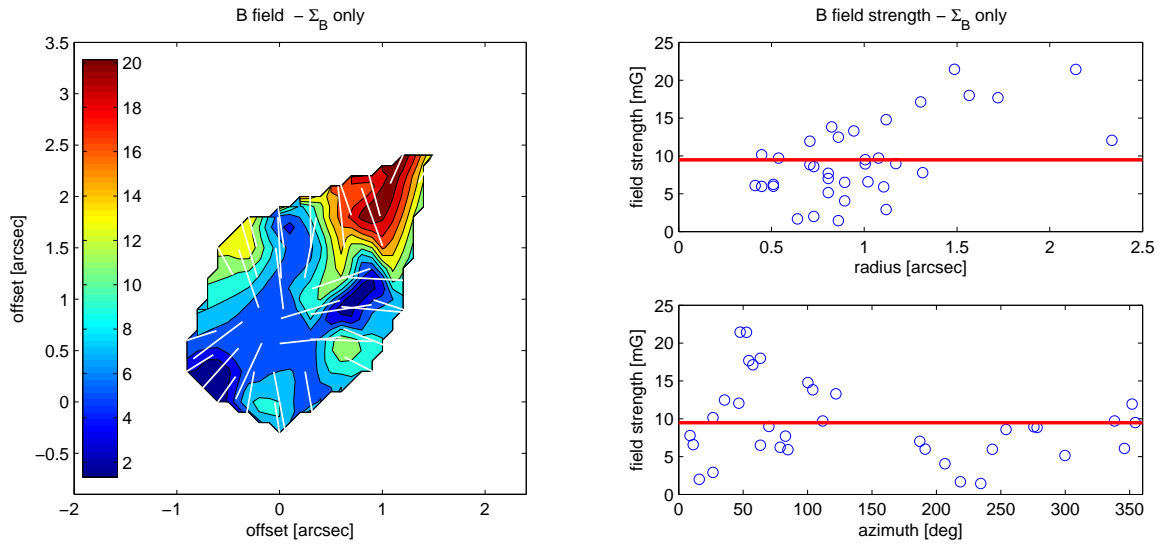 B field − Σ_B only
3.5
3
2.5
2
1.5
1
0.5
0
−0.5
20
18
16
14
12
10
8
6
4
2
offset [arcsec]
−2 −1 0 1 2
offset [arcsec]
B field strength − Σ_B only
25
20
15
10
5
0
field strength [mG]
0 0.5 1 1.5 2 2.5
radius [arcsec]
25
20
15
10
5
0
field strength [mG]
0 50 100 150 200 250 300 350
azimuth [deg]